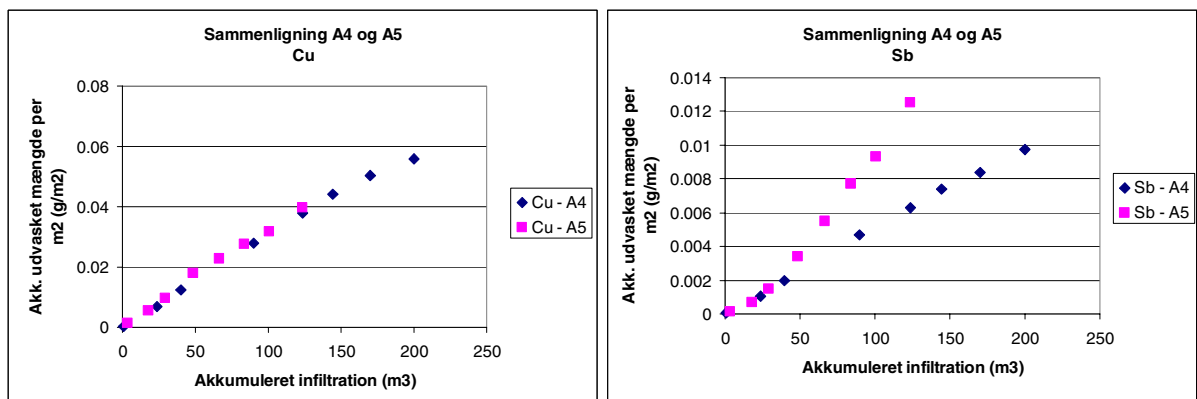 Sammenligning A4 og A5
Cu
Akk. udvasket mængde per
m2 (g/m2)
0.08
0.06
0.04
0.02
0
0 50 100 150 200 250
Akkumuleret infiltration (m3)
Cu - A4
Cu - A5
Sammenligning A4 og A5
Sb
Akk. udvasket mængde per
m2 (g/m2)
0.014
0.012
0.01
0.008
0.006
0.004
0.002
0
0 50 100 150 200 250
Akkumuleret infiltration (m3)
Sb - A4
Sb - A5